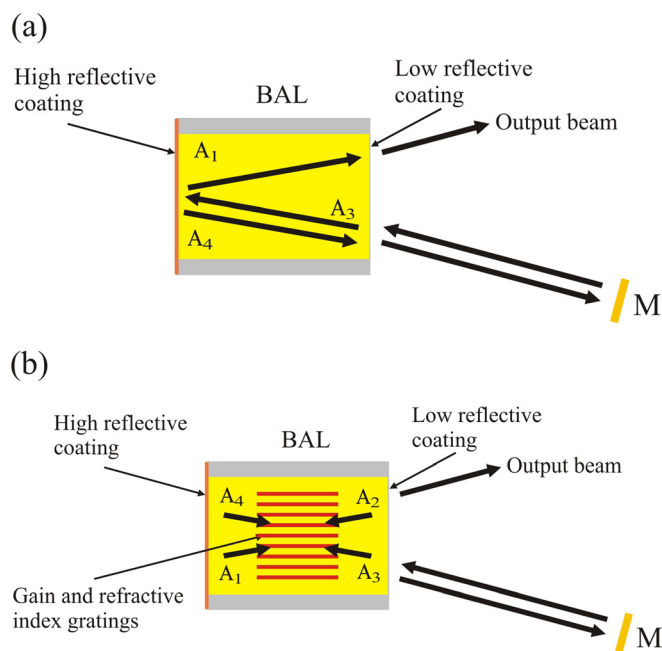 (a)
High reflective
coating
BAL
Low reflective
coating
Output beam
A₁
A₃
A₄
M
(b)
High reflective
coating
BAL
Low reflective
coating
Output beam
A₄
A₂
A₁
A₃
Gain and refractive
index gratings
M